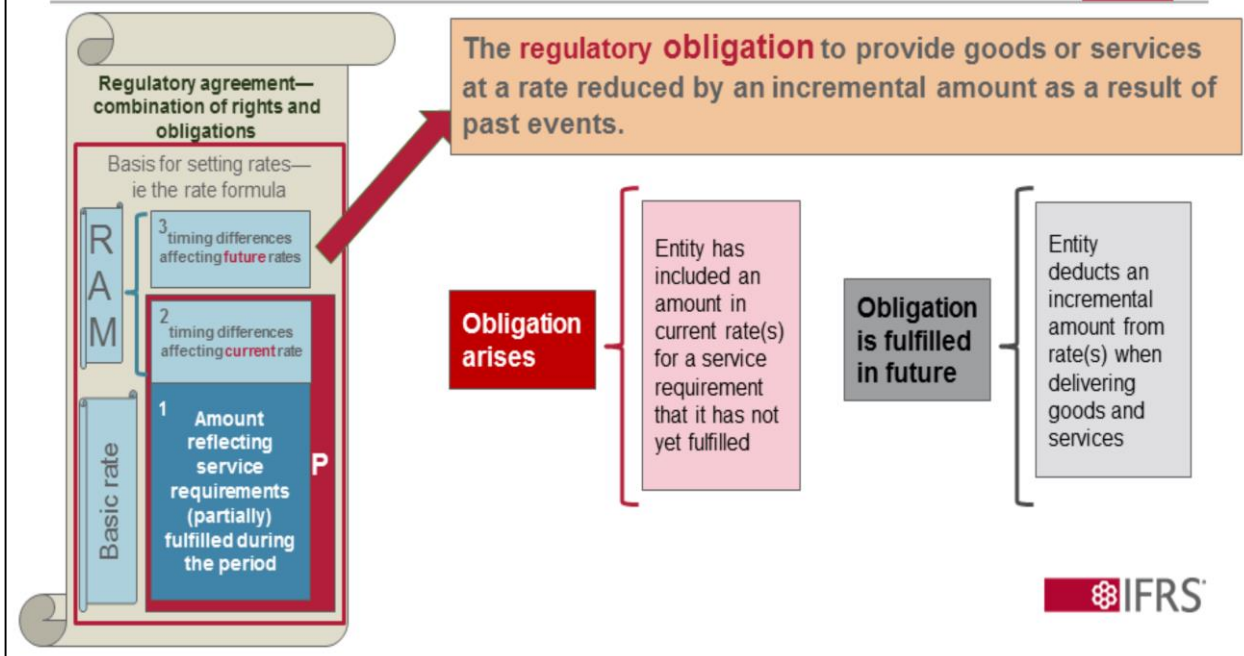 Regulatory agreement—
combination of rights and
obligations
Basis for setting rates—
ie the rate formula
RAM
3
timing differences
affecting future rates
2
timing differences
affecting current rate
Basic rate
1
Amount
reflecting
service
requirements
(partially)
fulfilled during
the period
P
The regulatory obligation to provide goods or services
at a rate reduced by an incremental amount as a result of
past events.
Obligation
arises
Entity has
included an
amount in
current rate(s)
for a service
requirement
that it has not
yet fulfilled
Obligation
is fulfilled
in future
Entity
deducts an
incremental
amount from
rate(s) when
delivering
goods and
services
IFRS